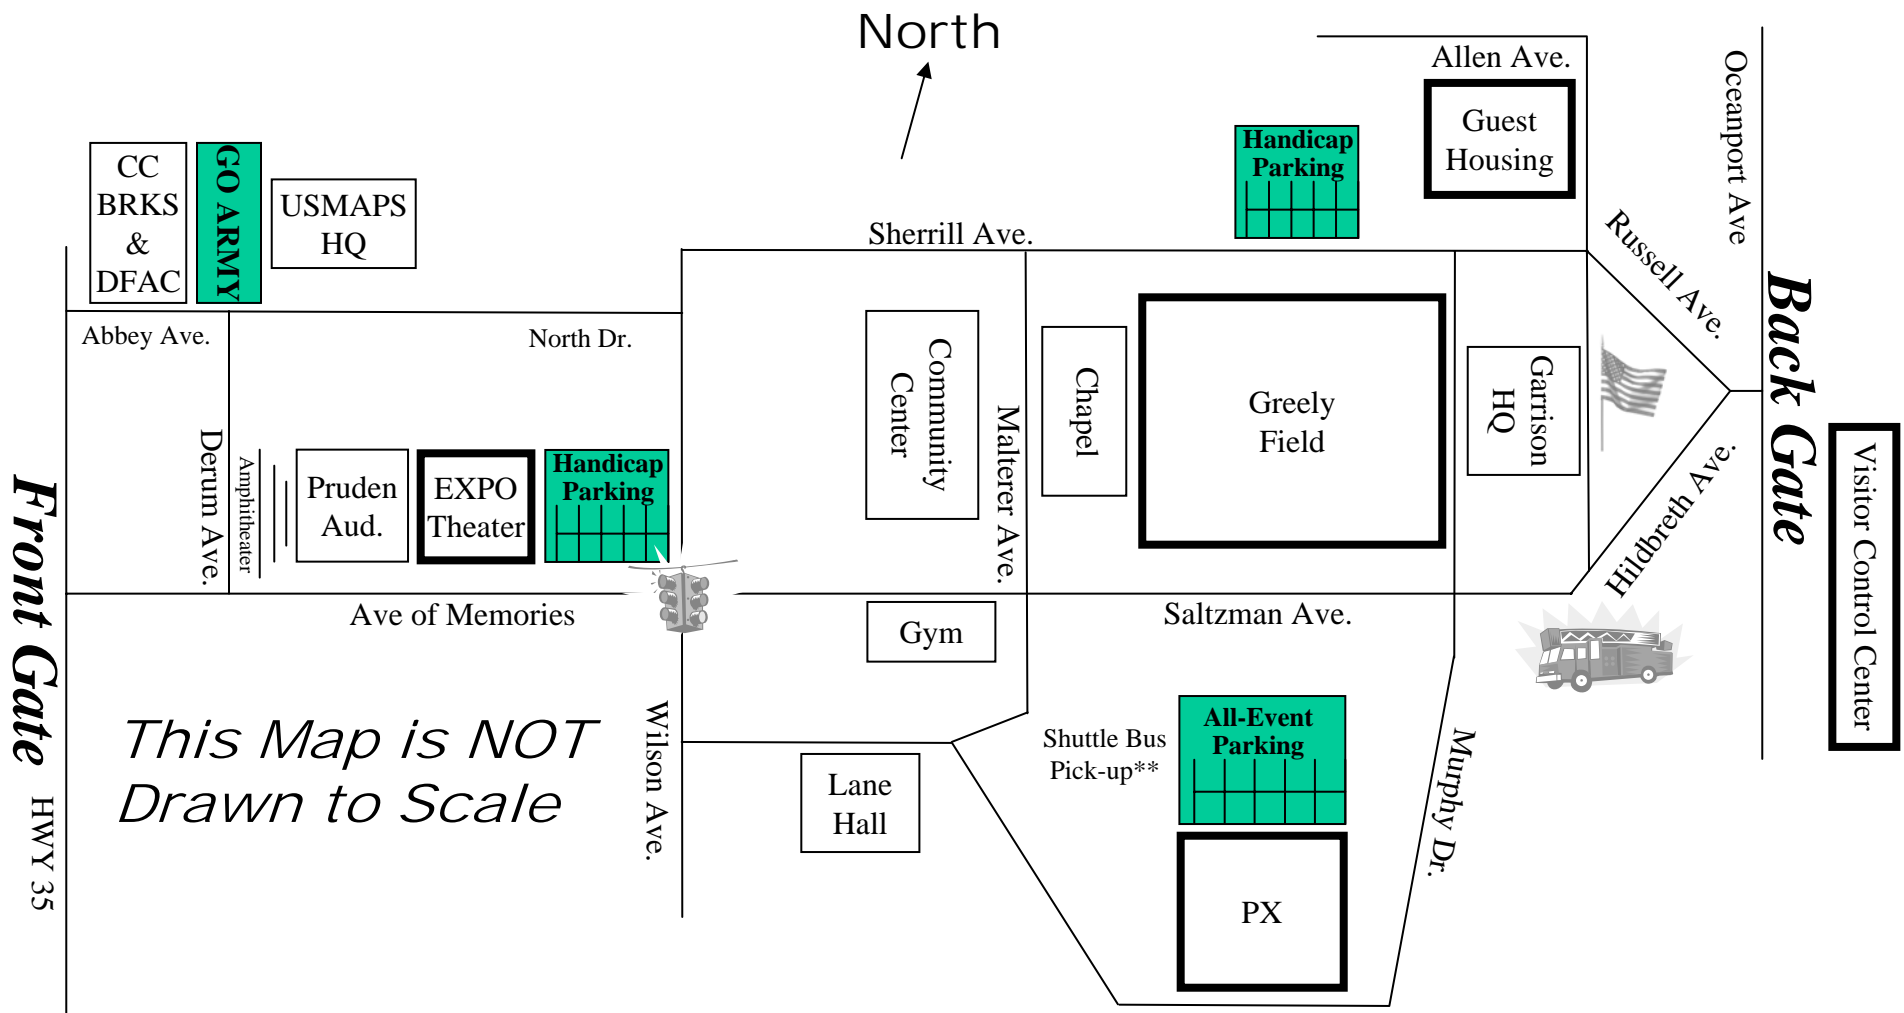 North
Allen Ave.
Oceanport Ave
Guest
Housing
Handicap
Parking
CC
BRKS
&
DFAC
GO ARMY
USMAPS
HQ
Sherrill Ave.
Russell Ave.
Back Gate
Abbey Ave.
North Dr.
Community
Center
Chapel
Greely
Field
Garrison
HQ
Malterer Ave.
Derum Ave.
Amphitheater
Pruden
Aud.
EXPO
Theater
Handicap
Parking
Hildbreth Ave.
Visitor Control Center
Front Gate
HWY 35
Ave of Memories
Gym
Saltzman Ave.
This Map is NOT
Drawn to Scale
Wilson Ave.
Lane
Hall
Shuttle Bus
Pick-up**
All-Event
Parking
Murphy Dr.
PX